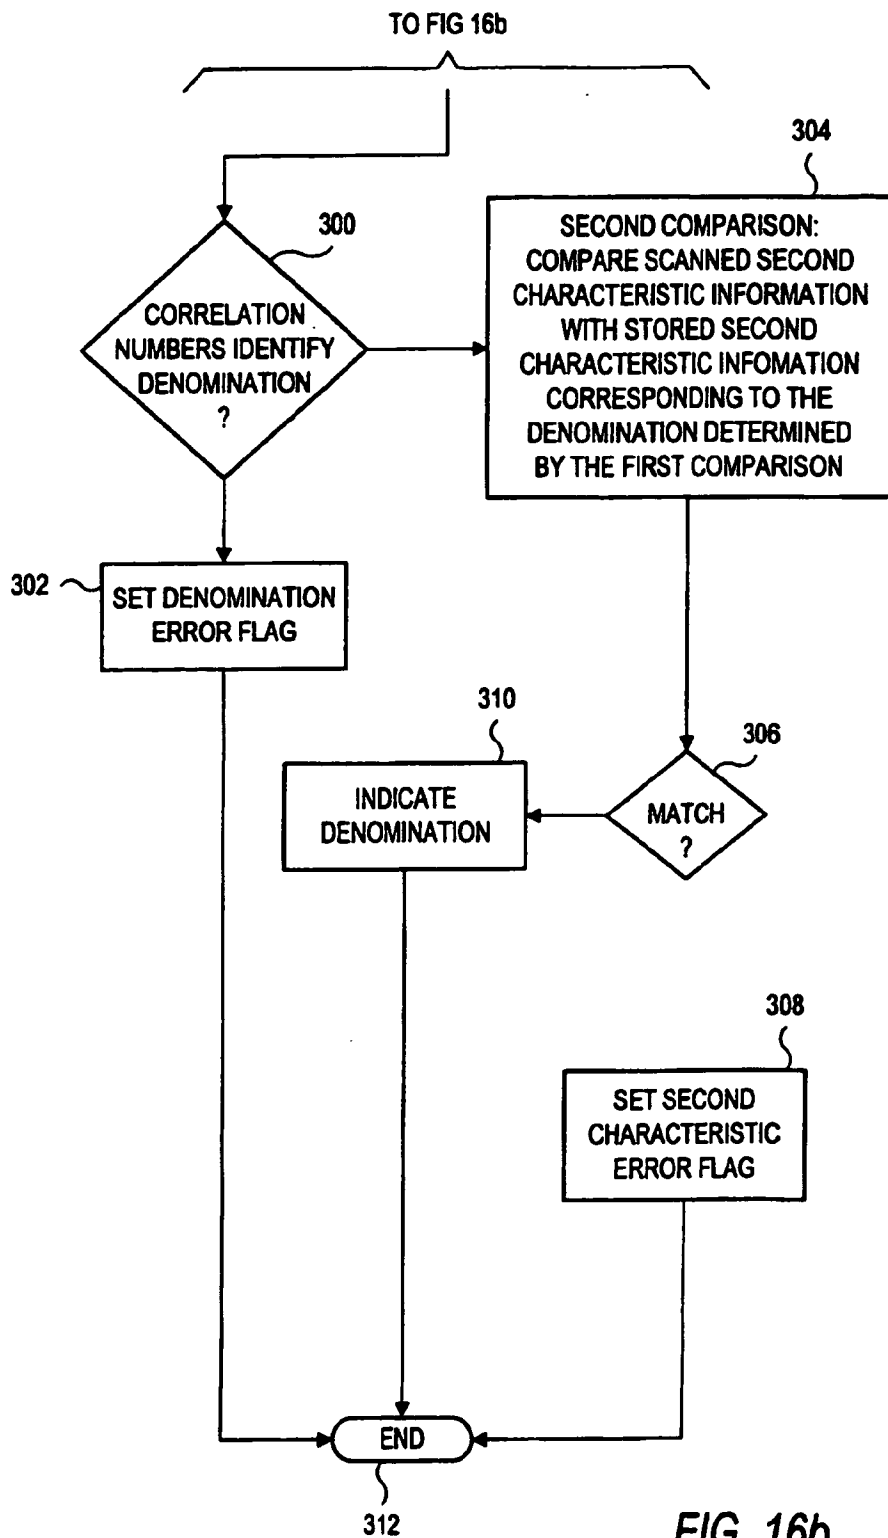 TO FIG 16b
304
300
CORRELATION
NUMBERS IDENTIFY
DENOMINATION
?
SECOND COMPARISON:
COMPARE SCANNED SECOND
CHARACTERISTIC INFORMATION
WITH STORED SECOND
CHARACTERISTIC INFOMATION
CORRESPONDING TO THE
DENOMINATION DETERMINED
BY THE FIRST COMPARISON
302
SET DENOMINATION
ERROR FLAG
310
306
INDICATE
DENOMINATION
MATCH
?
308
SET SECOND
CHARACTERISTIC
ERROR FLAG
END
312
FIG. 16b